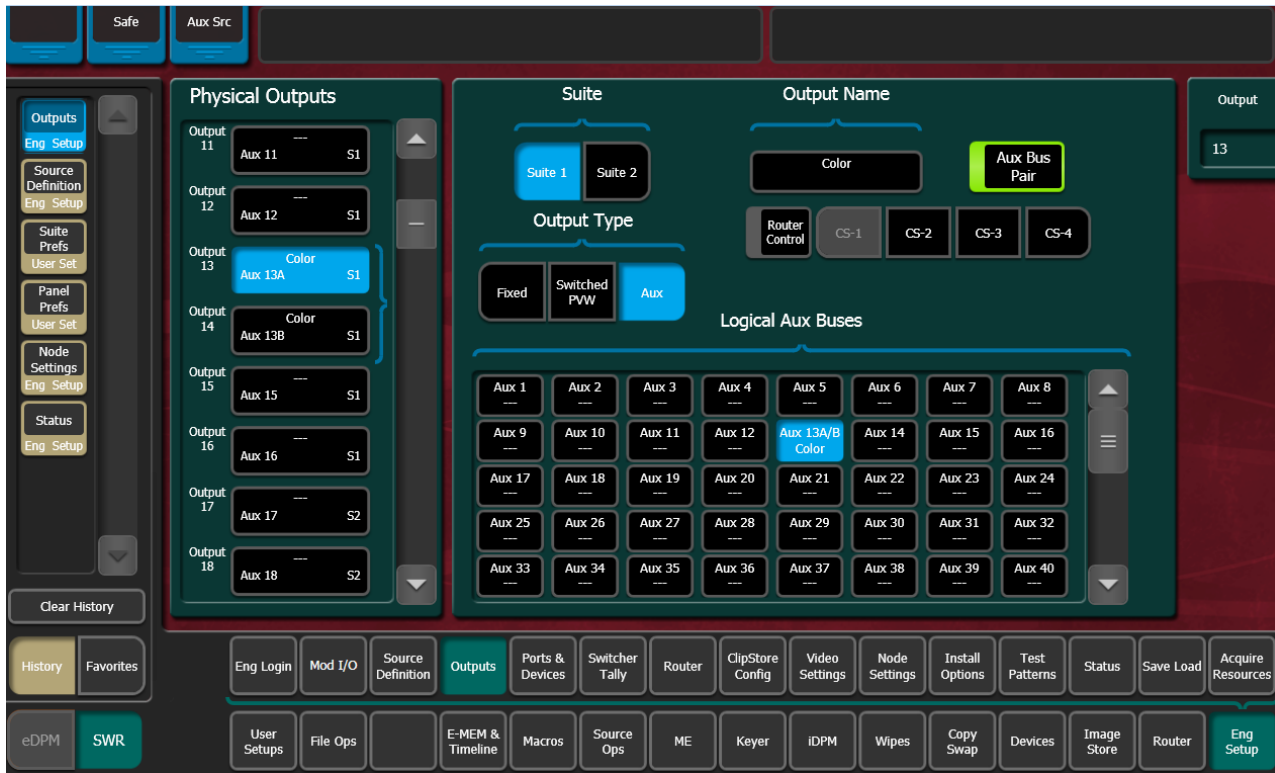 Safe
Aux Src
Outputs
Eng Setup
Source
Definition
Eng Setup
Suite
Prefs
User Set
Panel
Prefs
User Set
Node
Settings
Eng Setup
Status
Eng Setup
Clear History
History
Favorites
eDPM
SWR
Physical Outputs
Output
11
---
Aux 11 S1
Output
12
---
Aux 12 S1
Output
13
Color
Aux 13A S1
Output
14
Color
Aux 13B S1
Output
15
---
Aux 15 S1
Output
16
---
Aux 16 S1
Output
17
---
Aux 17 S2
Output
18
---
Aux 18 S2
Suite
Suite 1
Suite 2
Output Name
Color
Aux Bus
Pair
Router
Control
CS-1
CS-2
CS-3
CS-4
Output Type
Fixed
Switched
PVW
Aux
Output
13
Logical Aux Buses
Aux 1 Aux 2 Aux 3 Aux 4 Aux 5 Aux 6 Aux 7 Aux 8
--- --- --- --- --- --- --- ---
Aux 9 Aux 10 Aux 11 Aux 12 Aux 13A/B Aux 14 Aux 15 Aux 16
--- --- --- --- Color --- --- ---
Aux 17 Aux 18 Aux 19 Aux 20 Aux 21 Aux 22 Aux 23 Aux 24
--- --- --- --- --- --- --- ---
Aux 25 Aux 26 Aux 27 Aux 28 Aux 29 Aux 30 Aux 31 Aux 32
--- --- --- --- --- --- --- ---
Aux 33 Aux 34 Aux 35 Aux 36 Aux 37 Aux 38 Aux 39 Aux 40
--- --- --- --- --- --- --- ---
Eng Login
Mod I/O
Source
Definition
Outputs
Ports &
Devices
Switcher
Tally
Router
ClipStore
Config
Video
Settings
Node
Settings
Install
Options
Test
Patterns
Status
Save Load
Acquire
Resources
User
Setups
File Ops
E-MEM &
Timeline
Macros
Source
Ops
ME
Keyer
iDPM
Wipes
Copy
Swap
Devices
Image
Store
Router
Eng
Setup